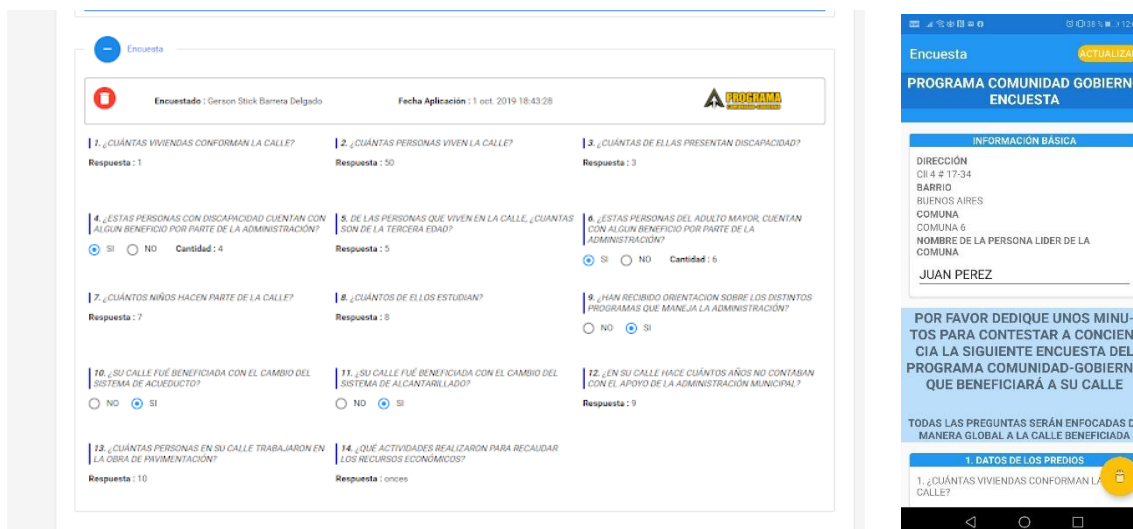 Encuesta
Encuestado : Gerson Stick Barrera Delgado
Fecha Aplicación : 1 oct. 2019 18:43:28
PROGRAMA
COMUNIDAD - GOBIERNO
1. ¿CUÁNTAS VIVIENDAS CONFORMAN LA CALLE?
Respuesta : 1
2. ¿CUÁNTAS PERSONAS VIVEN LA CALLE?
Respuesta : 50
3. ¿CUÁNTAS DE ELLAS PRESENTAN DISCAPACIDAD?
Respuesta : 3
4. ¿ESTAS PERSONAS CON DISCAPACIDAD CUENTAN CON
ALGUN BENEFICIO POR PARTE DE LA ADMINISTRACIÓN?
SI NO Cantidad : 4
5. DE LAS PERSONAS QUE VIVEN EN LA CALLE, ¿CUANTAS
SON DE LA TERCERA EDAD?
Respuesta : 5
6. ¿ESTAS PERSONAS DEL ADULTO MAYOR, CUENTAN
CON ALGUN BENEFICIO POR PARTE DE LA
ADMINISTRACIÓN?
SI NO Cantidad : 6
7. ¿CUÁNTOS NIÑOS HACEN PARTE DE LA CALLE?
Respuesta : 7
8. ¿CUÁNTOS DE ELLOS ESTUDIAN?
Respuesta : 8
9. ¿HAN RECIBIDO ORIENTACION SOBRE LOS DISTINTOS
PROGRAMAS QUE MANEJA LA ADMINISTRACIÓN?
NO SI
10. ¿SU CALLE FUÉ BENEFICIADA CON EL CAMBIO DEL
SISTEMA DE ACUEDUCTO?
NO SI
11. ¿SU CALLE FUÉ BENEFICIADA CON EL CAMBIO DEL
SISTEMA DE ALCANTARILLADO?
NO SI
12. ¿EN SU CALLE HACE CUÁNTOS AÑOS NO CONTABAN
CON EL APOYO DE LA ADMINISTRACIÓN MUNICIPAL?
Respuesta : 9
13. ¿CUÁNTAS PERSONAS EN SU CALLE TRABAJARON EN
LA OBRA DE PAVIMENTACIÓN?
Respuesta : 10
14. ¿QUÉ ACTIVIDADES REALIZARON PARA RECAUDAR
LOS RECURSOS ECONÓMICOS?
Respuesta : onces
Encuesta
ACTUALIZA
PROGRAMA COMUNIDAD GOBIERN
ENCUESTA
INFORMACIÓN BÁSICA
DIRECCIÓN
Cll 4 # 17-34
BARRIO
BUENOS AIRES
COMUNA
COMUNA 6
NOMBRE DE LA PERSONA LIDER DE LA
COMUNA
JUAN PEREZ
POR FAVOR DEDIQUE UNOS MINU-
TOS PARA CONTESTAR A CONCIEN
CIA LA SIGUIENTE ENCUESTA DEL
PROGRAMA COMUNIDAD-GOBIERN
QUE BENEFICIARÁ A SU CALLE
TODAS LAS PREGUNTAS SERÁN ENFOCADAS D
MANERA GLOBAL A LA CALLE BENEFICIADA
1. DATOS DE LOS PREDIOS
1. ¿CUÁNTAS VIVIENDAS CONFORMAN LA
CALLE?